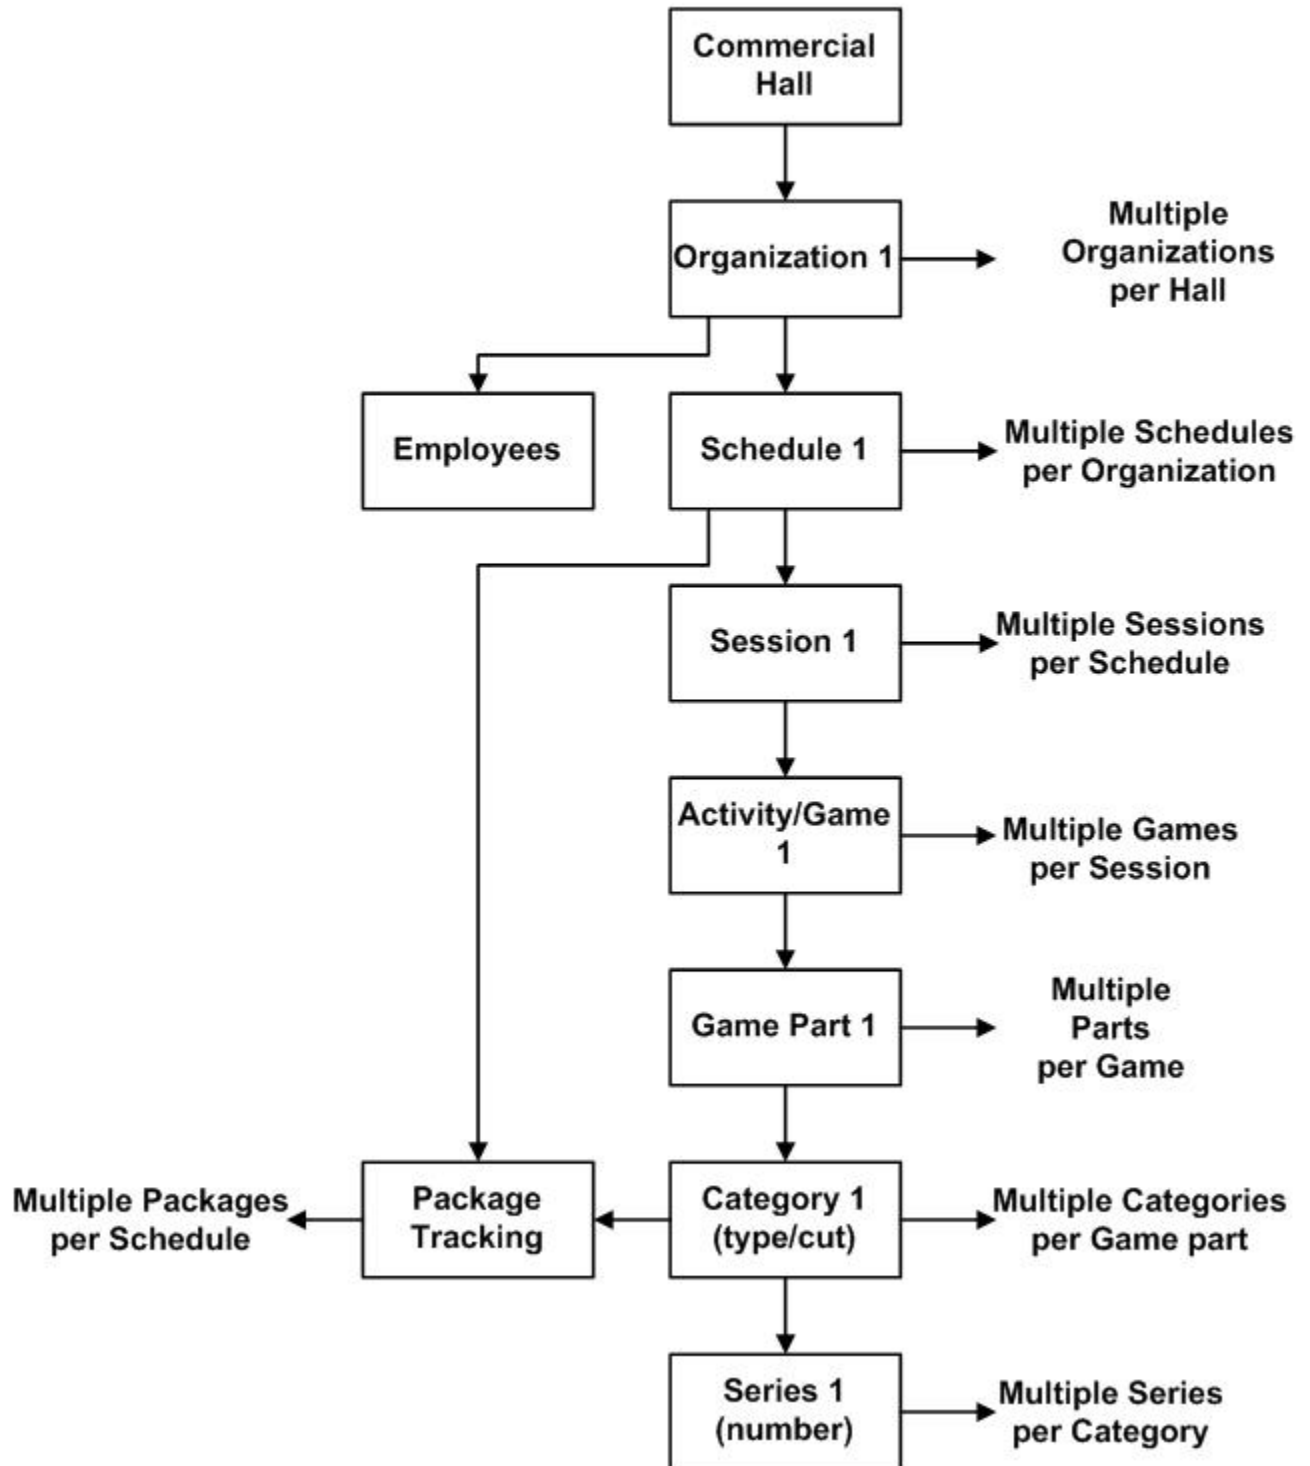 Commercial
Hall
Organization 1
Multiple
Organizations
per Hall
Employees
Schedule 1
Multiple Schedules
per Organization
Session 1
Multiple Sessions
per Schedule
Activity/Game
1
Multiple Games
per Session
Game Part 1
Multiple
Parts
per Game
Multiple Packages
per Schedule
Package
Tracking
Category 1
(type/cut)
Multiple Categories
per Game part
Series 1
(number)
Multiple Series
per Category